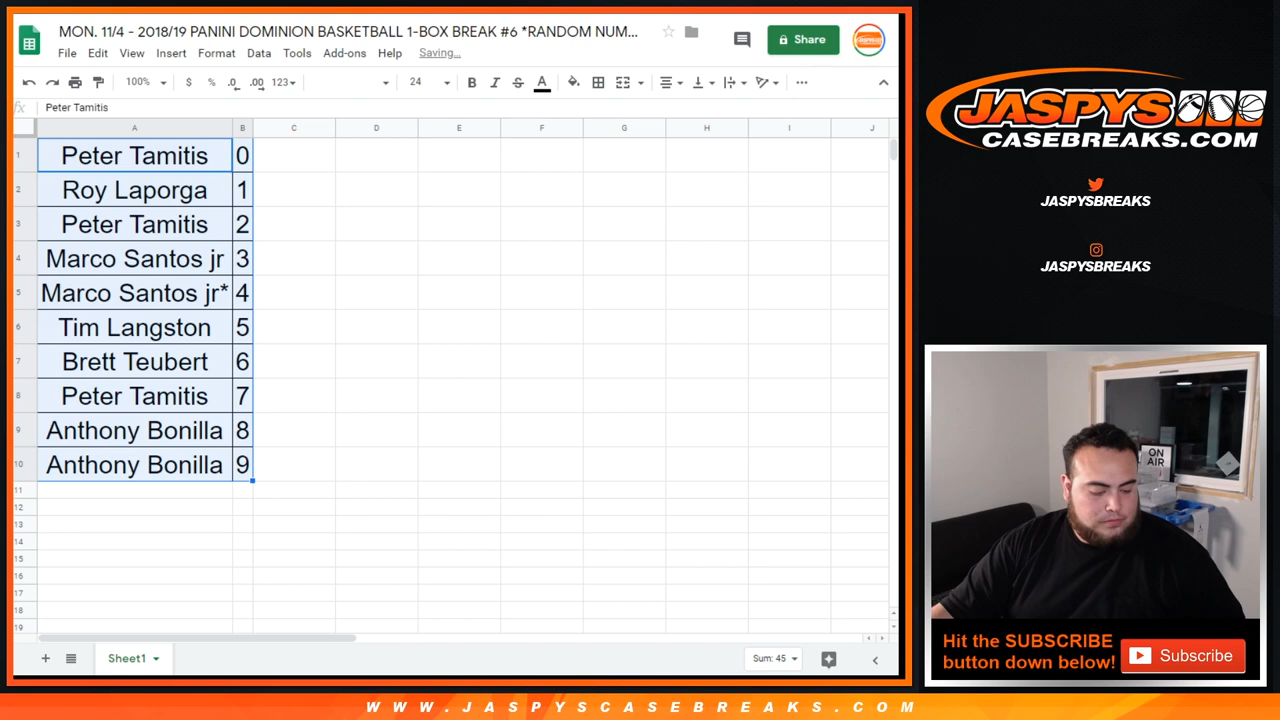 MON. 11/4 - 2018/19 PANINI DOMINION BASKETBALL 1-BOX BREAK #6 *RANDOM NUM...
Share
File Edit View Insert Format Data Tools Add-ons Help Saving...
100% $ % .0 .00 123 24 B I S A
fx Peter Tamitis
A B C D E F G H I J
1 Peter Tamitis 0
2 Roy Laporga 1
3 Peter Tamitis 2
4 Marco Santos jr 3
5 Marco Santos jr* 4
6 Tim Langston 5
7 Brett Teubert 6
8 Peter Tamitis 7
9 Anthony Bonilla 8
10 Anthony Bonilla 9
11
12
13
14
15
16
17
18
19
Sheet1
Sum: 45
JASPYS
CASEBREAKS.COM
JASPYSBREAKS
JASPYSBREAKS
ON AIR
Hit the SUBSCRIBE
button down below!
Subscribe
WWW.JASPYSCASEBREAKS.COM